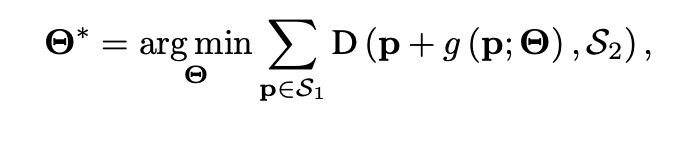 Θ* = arg min_Θ ∑_{p∈𝒮₁} D (p + g (p; Θ) , 𝒮₂) ,